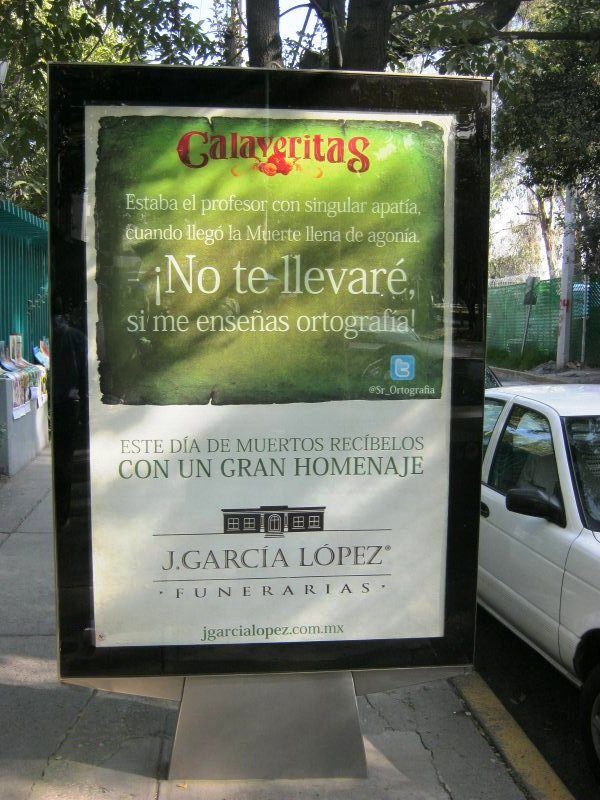 Calaveritas
Estaba el profesor con singular apatía,
cuando llegó la Muerte llena de agonía.
¡No te llevaré,
si me enseñas ortografía!
@Sr_Ortografia
ESTE DÍA DE MUERTOS RECÍBELOS
CON UN GRAN HOMENAJE
J.GARCÍA LÓPEZ®
· FUNERARIAS ·
jgarcialopez.com.mx